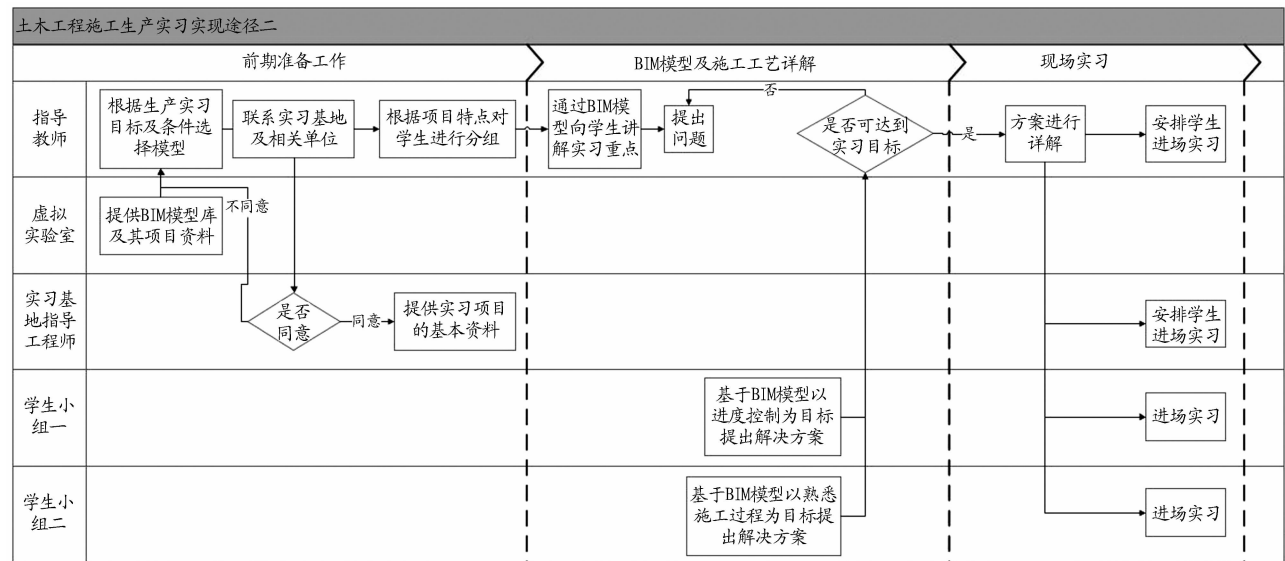 土木工程施工生产实习实现途径二
前期准备工作
BIM模型及施工工艺详解
现场实习
指导
教师
根据生产实习
目标及条件选
择模型
联系实习基地
及相关单位
根据项目特点对
学生进行分组
通过BIM模
型向学生讲
解实习重点
提出
问题
否
是否可达到
实习目标
是
方案进行
详解
安排学生
进场实习
虚拟
实验室
提供BIM模型库
及其项目资料
不同意
实习基
地指导
工程师
是否
同意
同意
提供实习项目
的基本资料
安排学生
进场实习
学生小
组一
基于BIM模型以
进度控制为目标
提出解决方案
进场实习
学生小
组二
基于BIM模型以熟悉
施工过程为目标提
出解决方案
进场实习